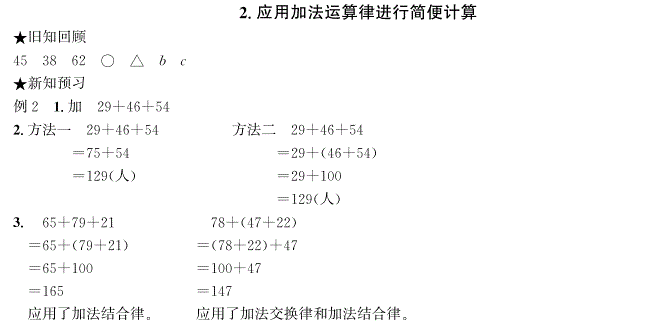 2. 应用加法运算律进行简便计算
★旧知回顾
45 38 62 ○ △ b c
★新知预习
例 2 1. 加 29+46+54
2. 方法一 29+46+54 方法二 29+46+54
=75+54 =29+(46+54)
=129(人) =29+100
=129(人)
3. 65+79+21 78+(47+22)
=65+(79+21) =(78+22)+47
=65+100 =100+47
=165 =147
应用了加法结合律。 应用了加法交换律和加法结合律。